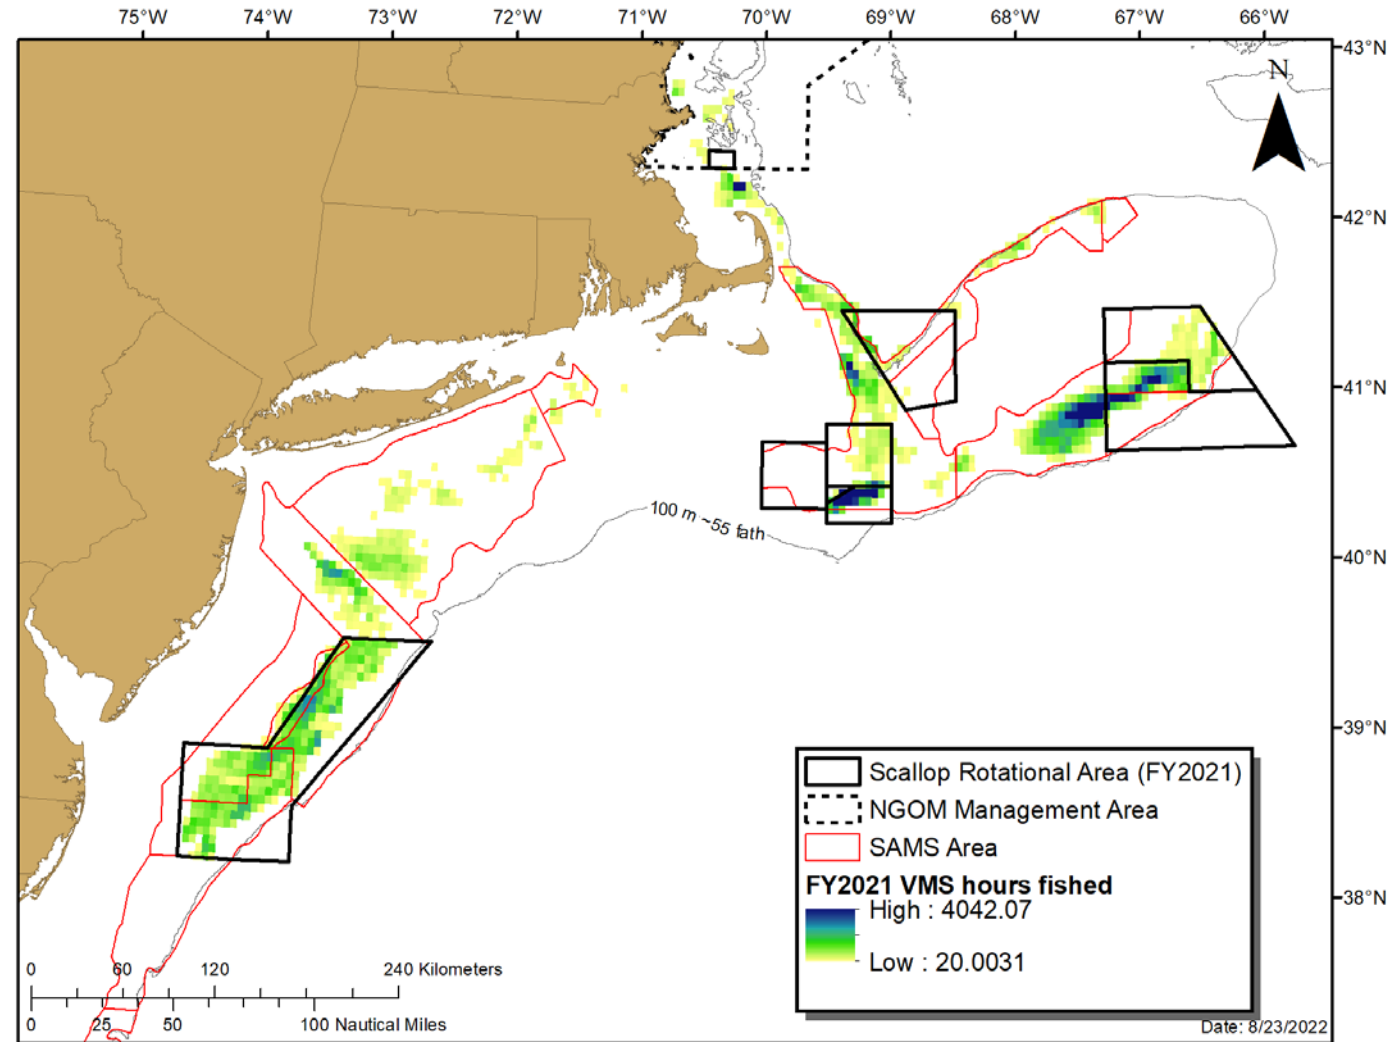 75°W 74°W 73°W 72°W 71°W 70°W 69°W 68°W 67°W 66°W
43°N
N
42°N
41°N
100 m ~55 fath
40°N
39°N
38°N
Scallop Rotational Area (FY2021)
NGOM Management Area
SAMS Area
FY2021 VMS hours fished
High : 4042.07
Low : 20.0031
0 60 120 240 Kilometers
0 25 50 100 Nautical Miles
Date: 8/23/2022